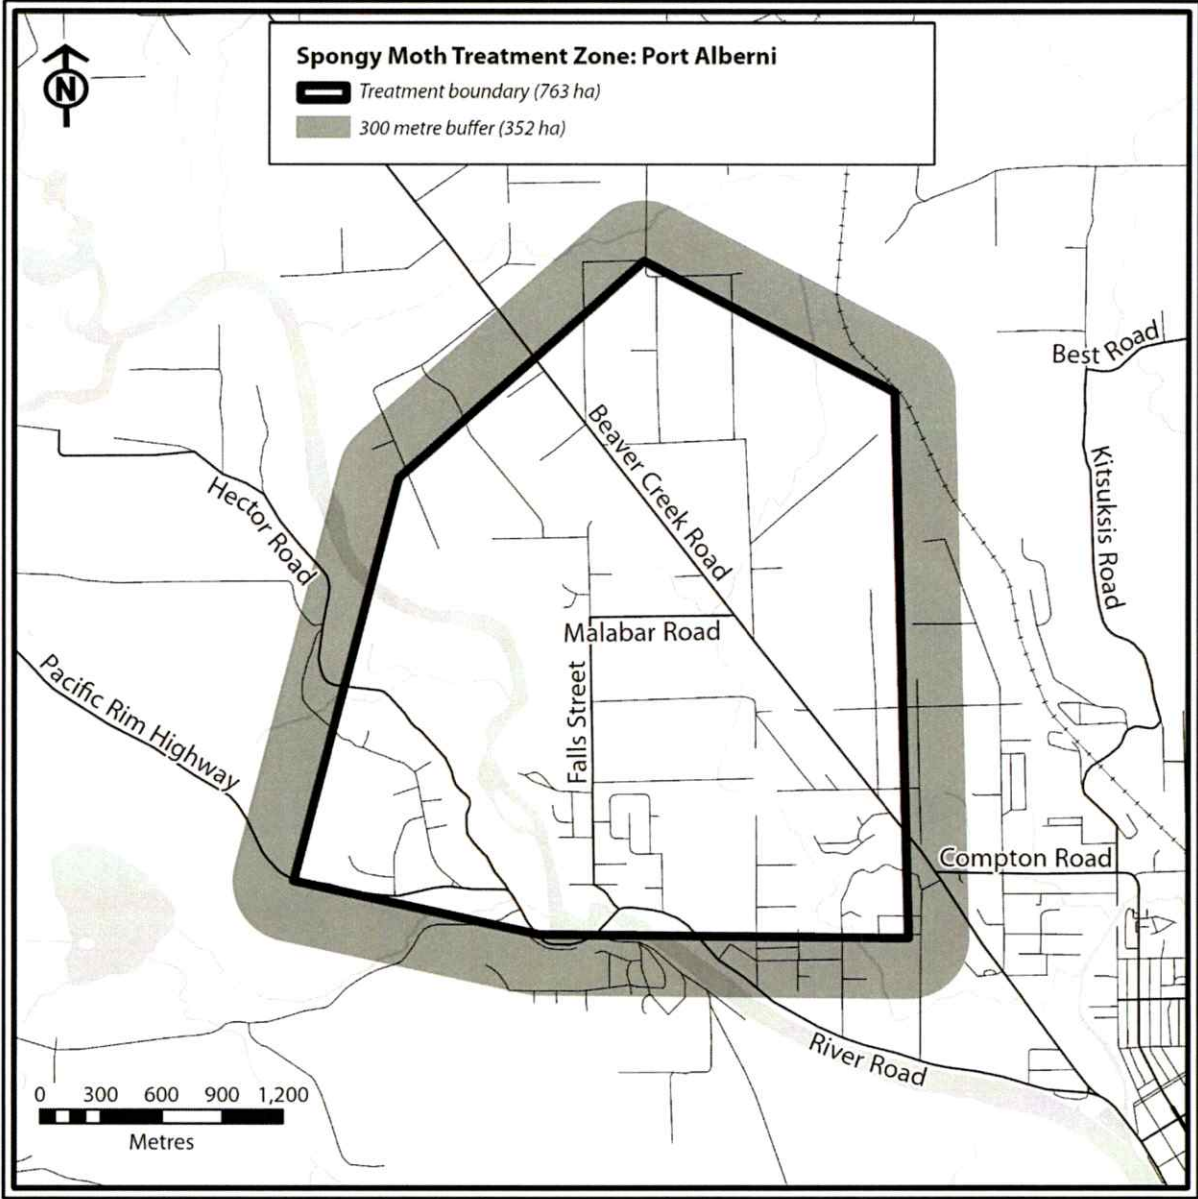 Spongy Moth Treatment Zone: Port Alberni
Treatment boundary (763 ha)
300 metre buffer (352 ha)
N
Best Road
Beaver Creek Road
Kitsuksis Road
Hector Road
Malabar Road
Pacific Rim Highway
Falls Street
Compton Road
River Road
0 300 600 900 1,200
Metres